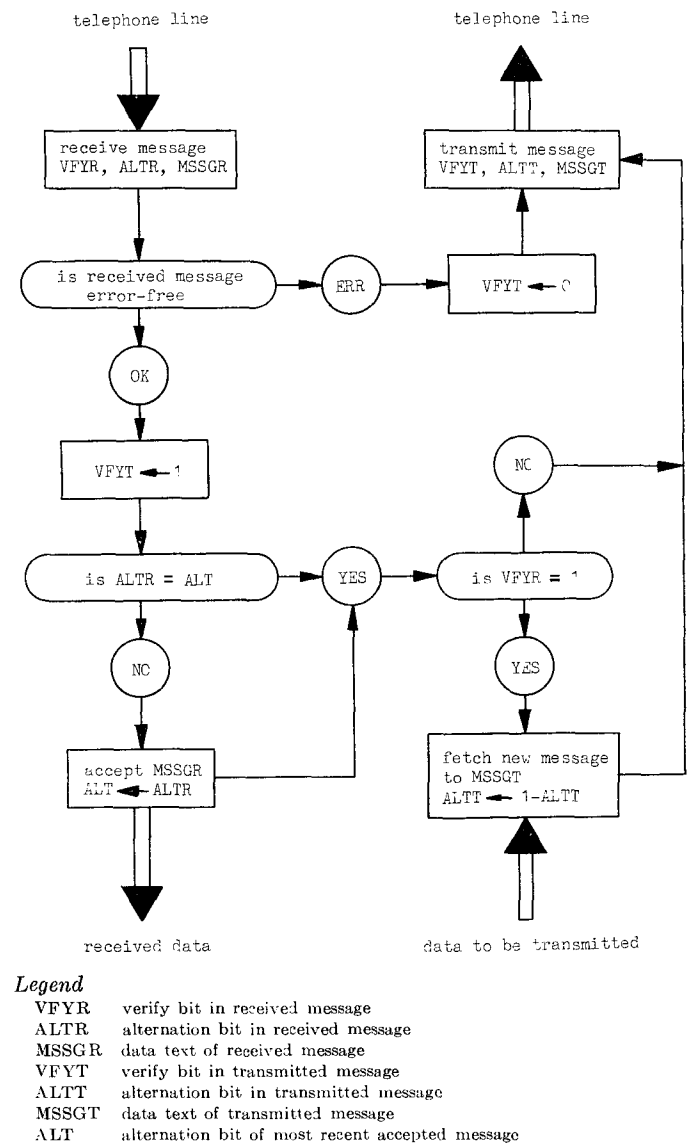 telephone line
telephone line
receive message
VFYR, ALTR, MSSGR
transmit message
VFYT, ALTT, MSSGT
is received message
error-free
ERR
VFYT ← 0
OK
VFYT ← 1
NO
is ALTR = ALT
YES
is VFYR = 1
NO
YES
accept MSSGR
ALT ← ALTR
fetch new message
to MSSGT
ALTT ← 1-ALTT
received data
data to be transmitted
Legend
VFYR verify bit in received message
ALTR alternation bit in received message
MSSGR data text of received message
VFYT verify bit in transmitted message
ALTT alternation bit in transmitted message
MSSGT data text of transmitted message
ALT alternation bit of most recent accepted message